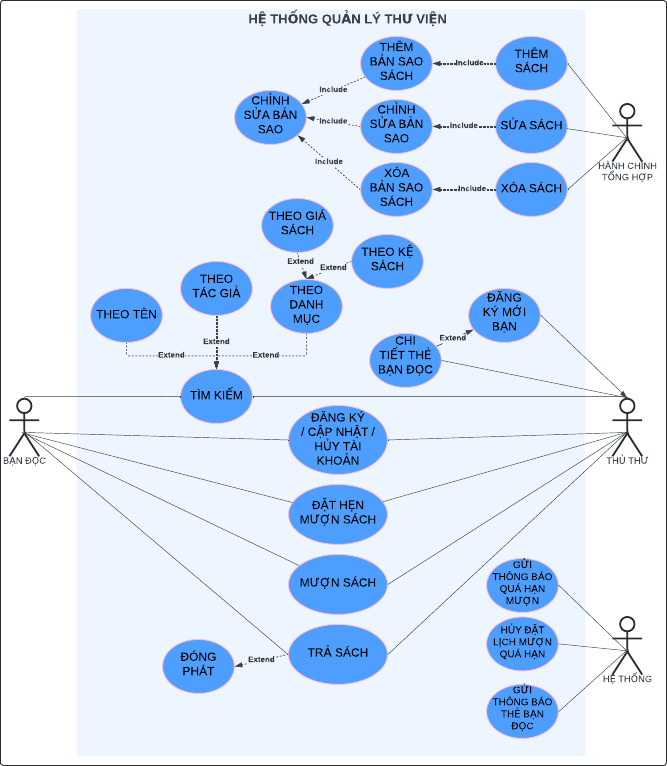 HỆ THỐNG QUẢN LÝ THƯ VIỆN
THÊM
BẢN SAO
SÁCH
Include
THÊM
SÁCH
Include
CHỈNH
SỬA BẢN
SAO
Include
CHỈNH
SỬA BẢN
SAO
Include
SỬA SÁCH
HÀNH CHÍNH
TỔNG HỢP
Include
XÓA
BẢN SAO
SÁCH
Include
XÓA SÁCH
THEO GIÁ
SÁCH
Extend
THEO KỆ
SÁCH
Extend
THEO
TÁC GIẢ
THEO
DANH
MỤC
THEO TÊN
ĐĂNG
KÝ MỚI
BẠN
Extend
CHI
TIẾT THẺ
BẠN ĐỌC
Extend
Extend
Extend
TÌM KIẾM
BẠN ĐỌC
THỦ THƯ
ĐĂNG KÝ
/ CẬP NHẬT /
HỦY TÀI
KHOẢN
ĐẶT HẸN
MƯỢN SÁCH
MƯỢN SÁCH
TRẢ SÁCH
Extend
ĐÓNG
PHÁT
GỬI
THÔNG BÁO
QUÁ HẠN
MƯỢN
HỦY ĐẶT
LỊCH MƯỢN
QUÁ HẠN
HỆ THỐNG
GỬI
THÔNG BÁO
THẺ BẠN
ĐỌC